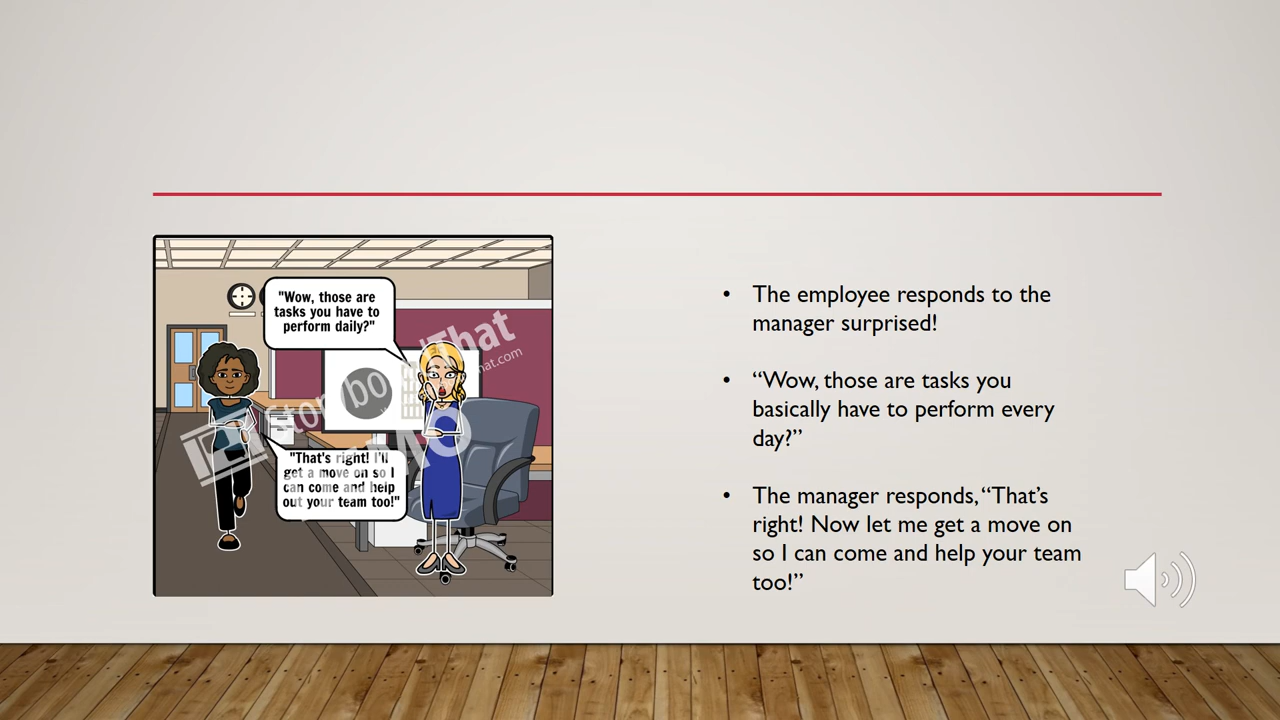 "Wow, those are
tasks you have to
perform daily?"
"That's right! I'll
get a move on so I
can come and help
out your team too!"
• The employee responds to the
manager surprised!
• “Wow, those are tasks you
basically have to perform every
day?”
• The manager responds, “That’s
right! Now let me get a move on
so I can come and help your team
too!”